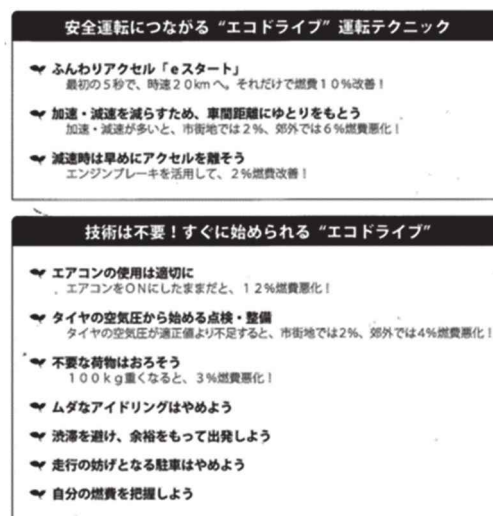 安全運転につながる“エコドライブ”運転テクニック
ふんわりアクセル「eスタート」
最初の5秒で、時速20kmへ。それだけで燃費10%改善！
加速・減速を減らすため、車間距離にゆとりをもとう
加速・減速が多いと、市街地では2%、郊外では6%燃費悪化！
減速時は早めにアクセルを離そう
エンジンブレーキを活用して、2%燃費改善！
技術は不要！すぐに始められる“エコドライブ”
エアコンの使用は適切に
エアコンをONにしたままだと、12%燃費悪化！
タイヤの空気圧から始める点検・整備
タイヤの空気圧が適正値より不足すると、市街地では2%、郊外では4%燃費悪化！
不要な荷物はおろそう
100kg重くなると、3%燃費悪化！
ムダなアイドリングはやめよう
渋滞を避け、余裕をもって出発しよう
走行の妨げとなる駐車はやめよう
自分の燃費を把握しよう